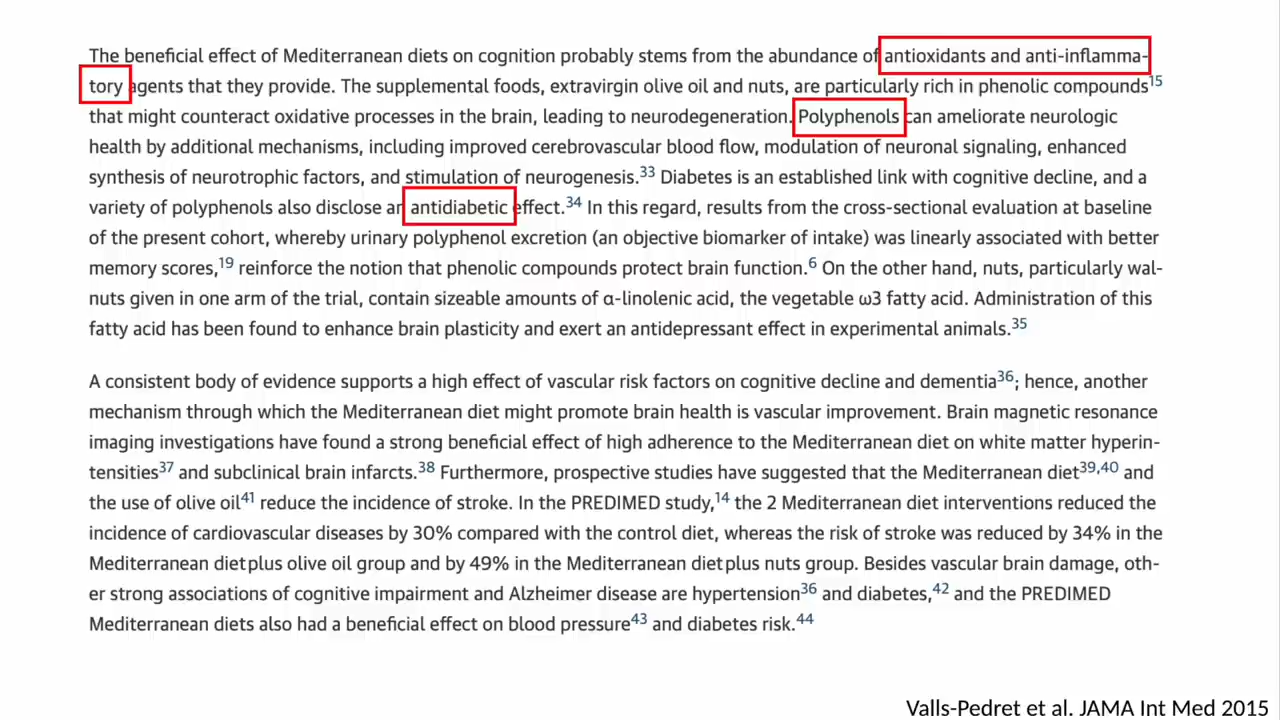 The beneficial effect of Mediterranean diets on cognition probably stems from the abundance of antioxidants and anti-inflamma-
tory agents that they provide. The supplemental foods, extravirgin olive oil and nuts, are particularly rich in phenolic compounds15
that might counteract oxidative processes in the brain, leading to neurodegeneration. Polyphenols can ameliorate neurologic
health by additional mechanisms, including improved cerebrovascular blood flow, modulation of neuronal signaling, enhanced
synthesis of neurotrophic factors, and stimulation of neurogenesis.33 Diabetes is an established link with cognitive decline, and a
variety of polyphenols also disclose an antidiabetic effect.34 In this regard, results from the cross-sectional evaluation at baseline
of the present cohort, whereby urinary polyphenol excretion (an objective biomarker of intake) was linearly associated with better
memory scores,19 reinforce the notion that phenolic compounds protect brain function.6 On the other hand, nuts, particularly wal-
nuts given in one arm of the trial, contain sizeable amounts of α-linolenic acid, the vegetable ω3 fatty acid. Administration of this
fatty acid has been found to enhance brain plasticity and exert an antidepressant effect in experimental animals.35
A consistent body of evidence supports a high effect of vascular risk factors on cognitive decline and dementia36; hence, another
mechanism through which the Mediterranean diet might promote brain health is vascular improvement. Brain magnetic resonance
imaging investigations have found a strong beneficial effect of high adherence to the Mediterranean diet on white matter hyperin-
tensities37 and subclinical brain infarcts.38 Furthermore, prospective studies have suggested that the Mediterranean diet39,40 and
the use of olive oil41 reduce the incidence of stroke. In the PREDIMED study,14 the 2 Mediterranean diet interventions reduced the
incidence of cardiovascular diseases by 30% compared with the control diet, whereas the risk of stroke was reduced by 34% in the
Mediterranean diet plus olive oil group and by 49% in the Mediterranean diet plus nuts group. Besides vascular brain damage, oth-
er strong associations of cognitive impairment and Alzheimer disease are hypertension36 and diabetes,42 and the PREDIMED
Mediterranean diets also had a beneficial effect on blood pressure43 and diabetes risk.44
Valls-Pedret et al. JAMA Int Med 2015